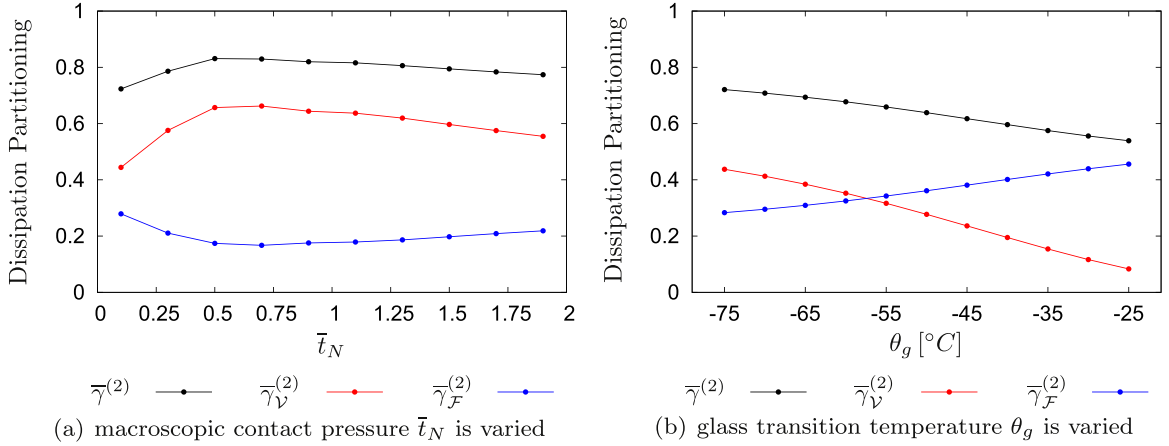 Dissipation Partitioning
1
0.8
0.6
0.4
0.2
0
0 0.25 0.5 0.75 1 1.25 1.5 1.75 2
t̅_N
γ̅^(2) γ̅_𝒱^(2) γ̅_ℱ^(2)
(a) macroscopic contact pressure t̅_N is varied
Dissipation Partitioning
1
0.8
0.6
0.4
0.2
0
-75 -65 -55 -45 -35 -25
θ_g [°C]
γ̅^(2) γ̅_𝒱^(2) γ̅_ℱ^(2)
(b) glass transition temperature θ_g is varied